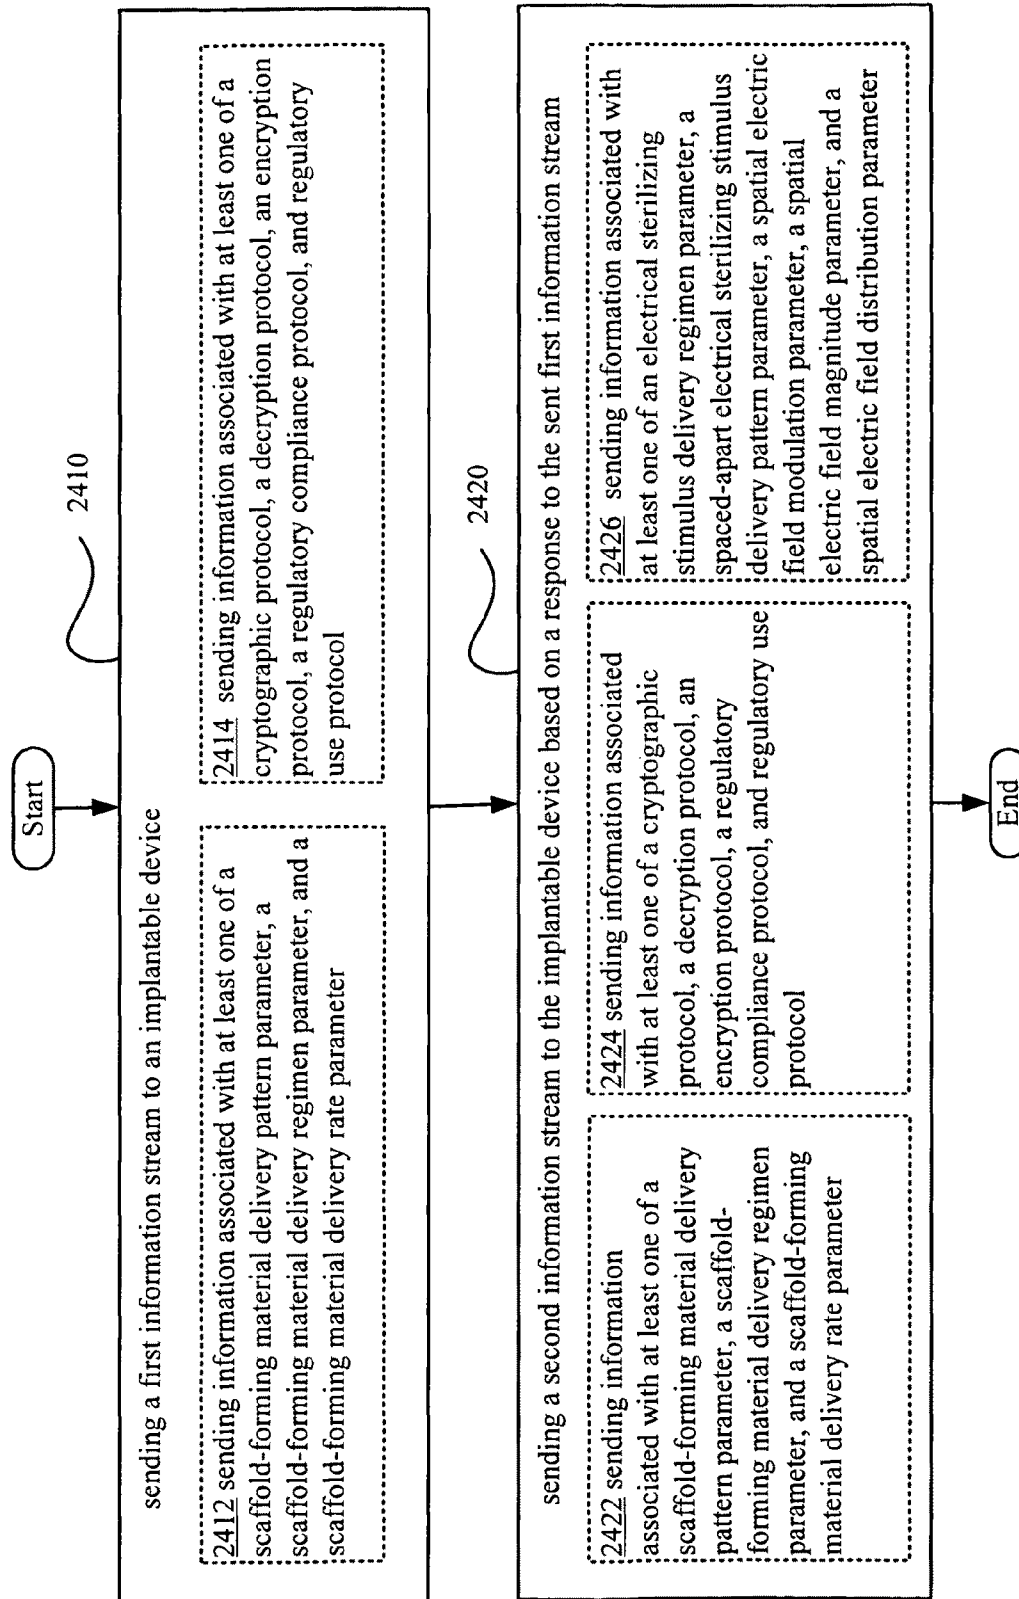 Start
2410
sending a first information stream to an implantable device
2412 sending information associated with at least one of a
scaffold-forming material delivery pattern parameter, a
scaffold-forming material delivery regimen parameter, and a
scaffold-forming material delivery rate parameter
2414 sending information associated with at least one of a
cryptographic protocol, a decryption protocol, an encryption
protocol, a regulatory compliance protocol, and regulatory
use protocol
2420
sending a second information stream to the implantable device based on a response to the sent first information stream
2422 sending information
associated with at least one of a
scaffold-forming material delivery
pattern parameter, a scaffold-
forming material delivery regimen
parameter, and a scaffold-forming
material delivery rate parameter
2424 sending information associated
with at least one of a cryptographic
protocol, a decryption protocol, an
encryption protocol, a regulatory
compliance protocol, and regulatory use
protocol
2426 sending information associated with
at least one of an electrical sterilizing
stimulus delivery regimen parameter, a
spaced-apart electrical sterilizing stimulus
delivery pattern parameter, a spatial electric
field modulation parameter, a spatial
electric field magnitude parameter, and a
spatial electric field distribution parameter
End